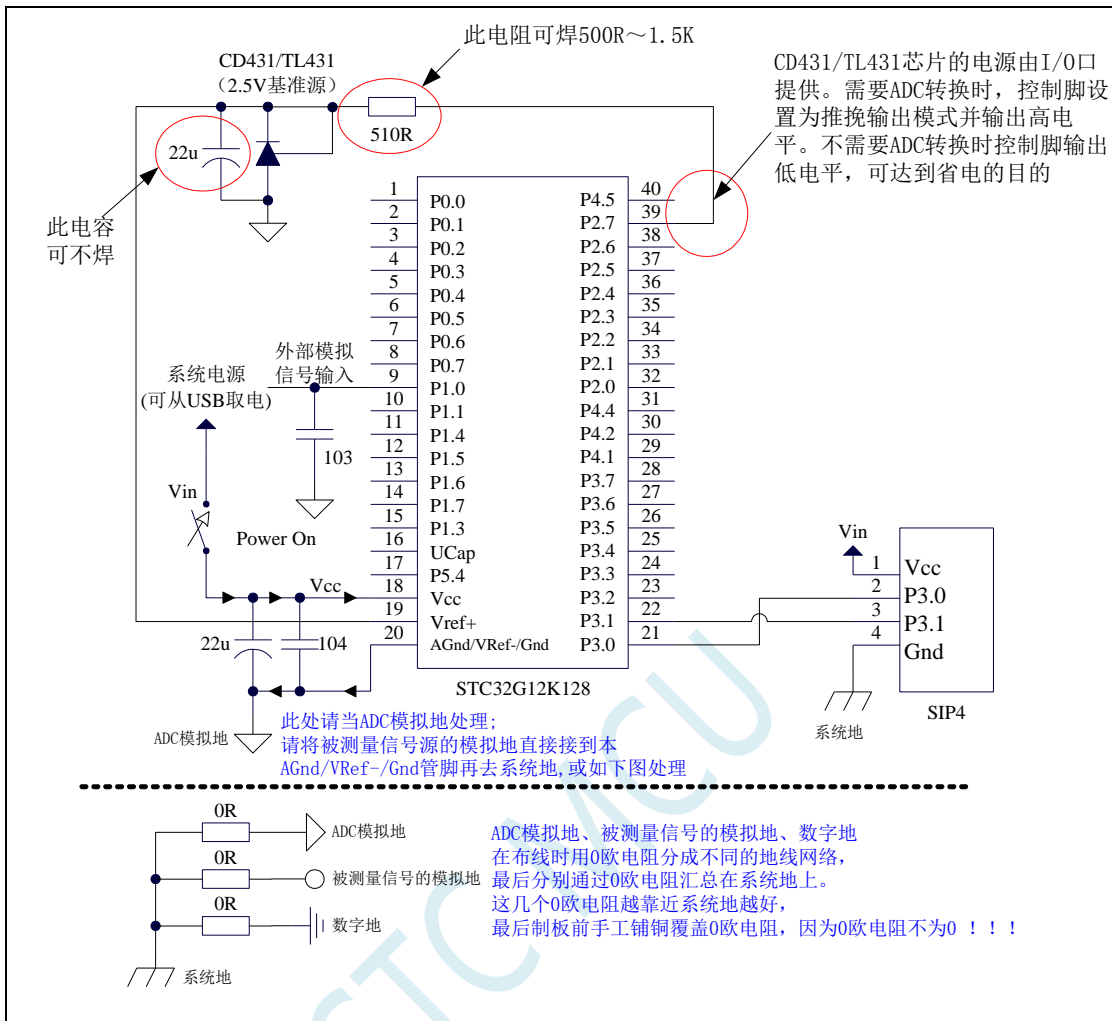 此电阻可焊500R～1.5K
CD431/TL431
（2.5V基准源）
510R
22u
此电容
可不焊
CD431/TL431芯片的电源由I/O口
提供。需要ADC转换时，控制脚设
置为推挽输出模式并输出高电
平。不需要ADC转换时控制脚输出
低电平，可达到省电的目的
1 P0.0
2 P0.1
3 P0.2
4 P0.3
5 P0.4
6 P0.5
7 P0.6
8 P0.7
9 P1.0
10 P1.1
11 P1.4
12 P1.5
13 P1.6
14 P1.7
15 P1.3
16 UCap
17 P5.4
18 Vcc
19 Vref+
20 AGnd/VRef-/Gnd
P4.5 40
P2.7 39
P2.6 38
P2.5 37
P2.4 36
P2.3 35
P2.2 34
P2.1 33
P2.0 32
P4.4 31
P4.2 30
P4.1 29
P3.7 28
P3.6 27
P3.5 26
P3.4 25
P3.3 24
P3.2 23
P3.1 22
P3.0 21
STC32G12K128
外部模拟
信号输入
103
系统电源
(可从USB取电)
Vin
Power On
Vcc
22u
104
ADC模拟地
Vin
1 Vcc
2 P3.0
3 P3.1
4 Gnd
SIP4
系统地
此处请当ADC模拟地处理;
请将被测量信号源的模拟地直接接到本
AGnd/VRef-/Gnd管脚再去系统地,或如下图处理
0R
ADC模拟地
0R
被测量信号的模拟地
0R
数字地
系统地
ADC模拟地、被测量信号的模拟地、数字地
在布线时用0欧电阻分成不同的地线网络，
最后分别通过0欧电阻汇总在系统地上。
这几个0欧电阻越靠近系统地越好，
最后制板前手工铺铜覆盖0欧电阻，因为0欧电阻不为0 ！！！
STC MCU